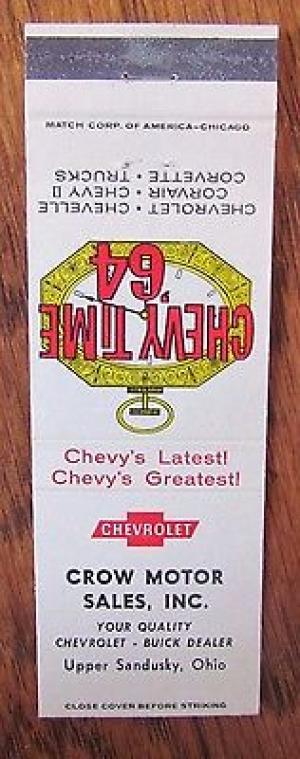 MATCH CORP. OF AMERICA-CHICAGO
CHEVROLET • CHEVELLE
CORVAIR • CHEVY II
CORVETTE • TRUCKS
CHEVY TIME
'64
Chevy's Latest!
Chevy's Greatest!
CHEVROLET
CROW MOTOR
SALES, INC.
YOUR QUALITY
CHEVROLET - BUICK DEALER
Upper Sandusky, Ohio
CLOSE COVER BEFORE STRIKING